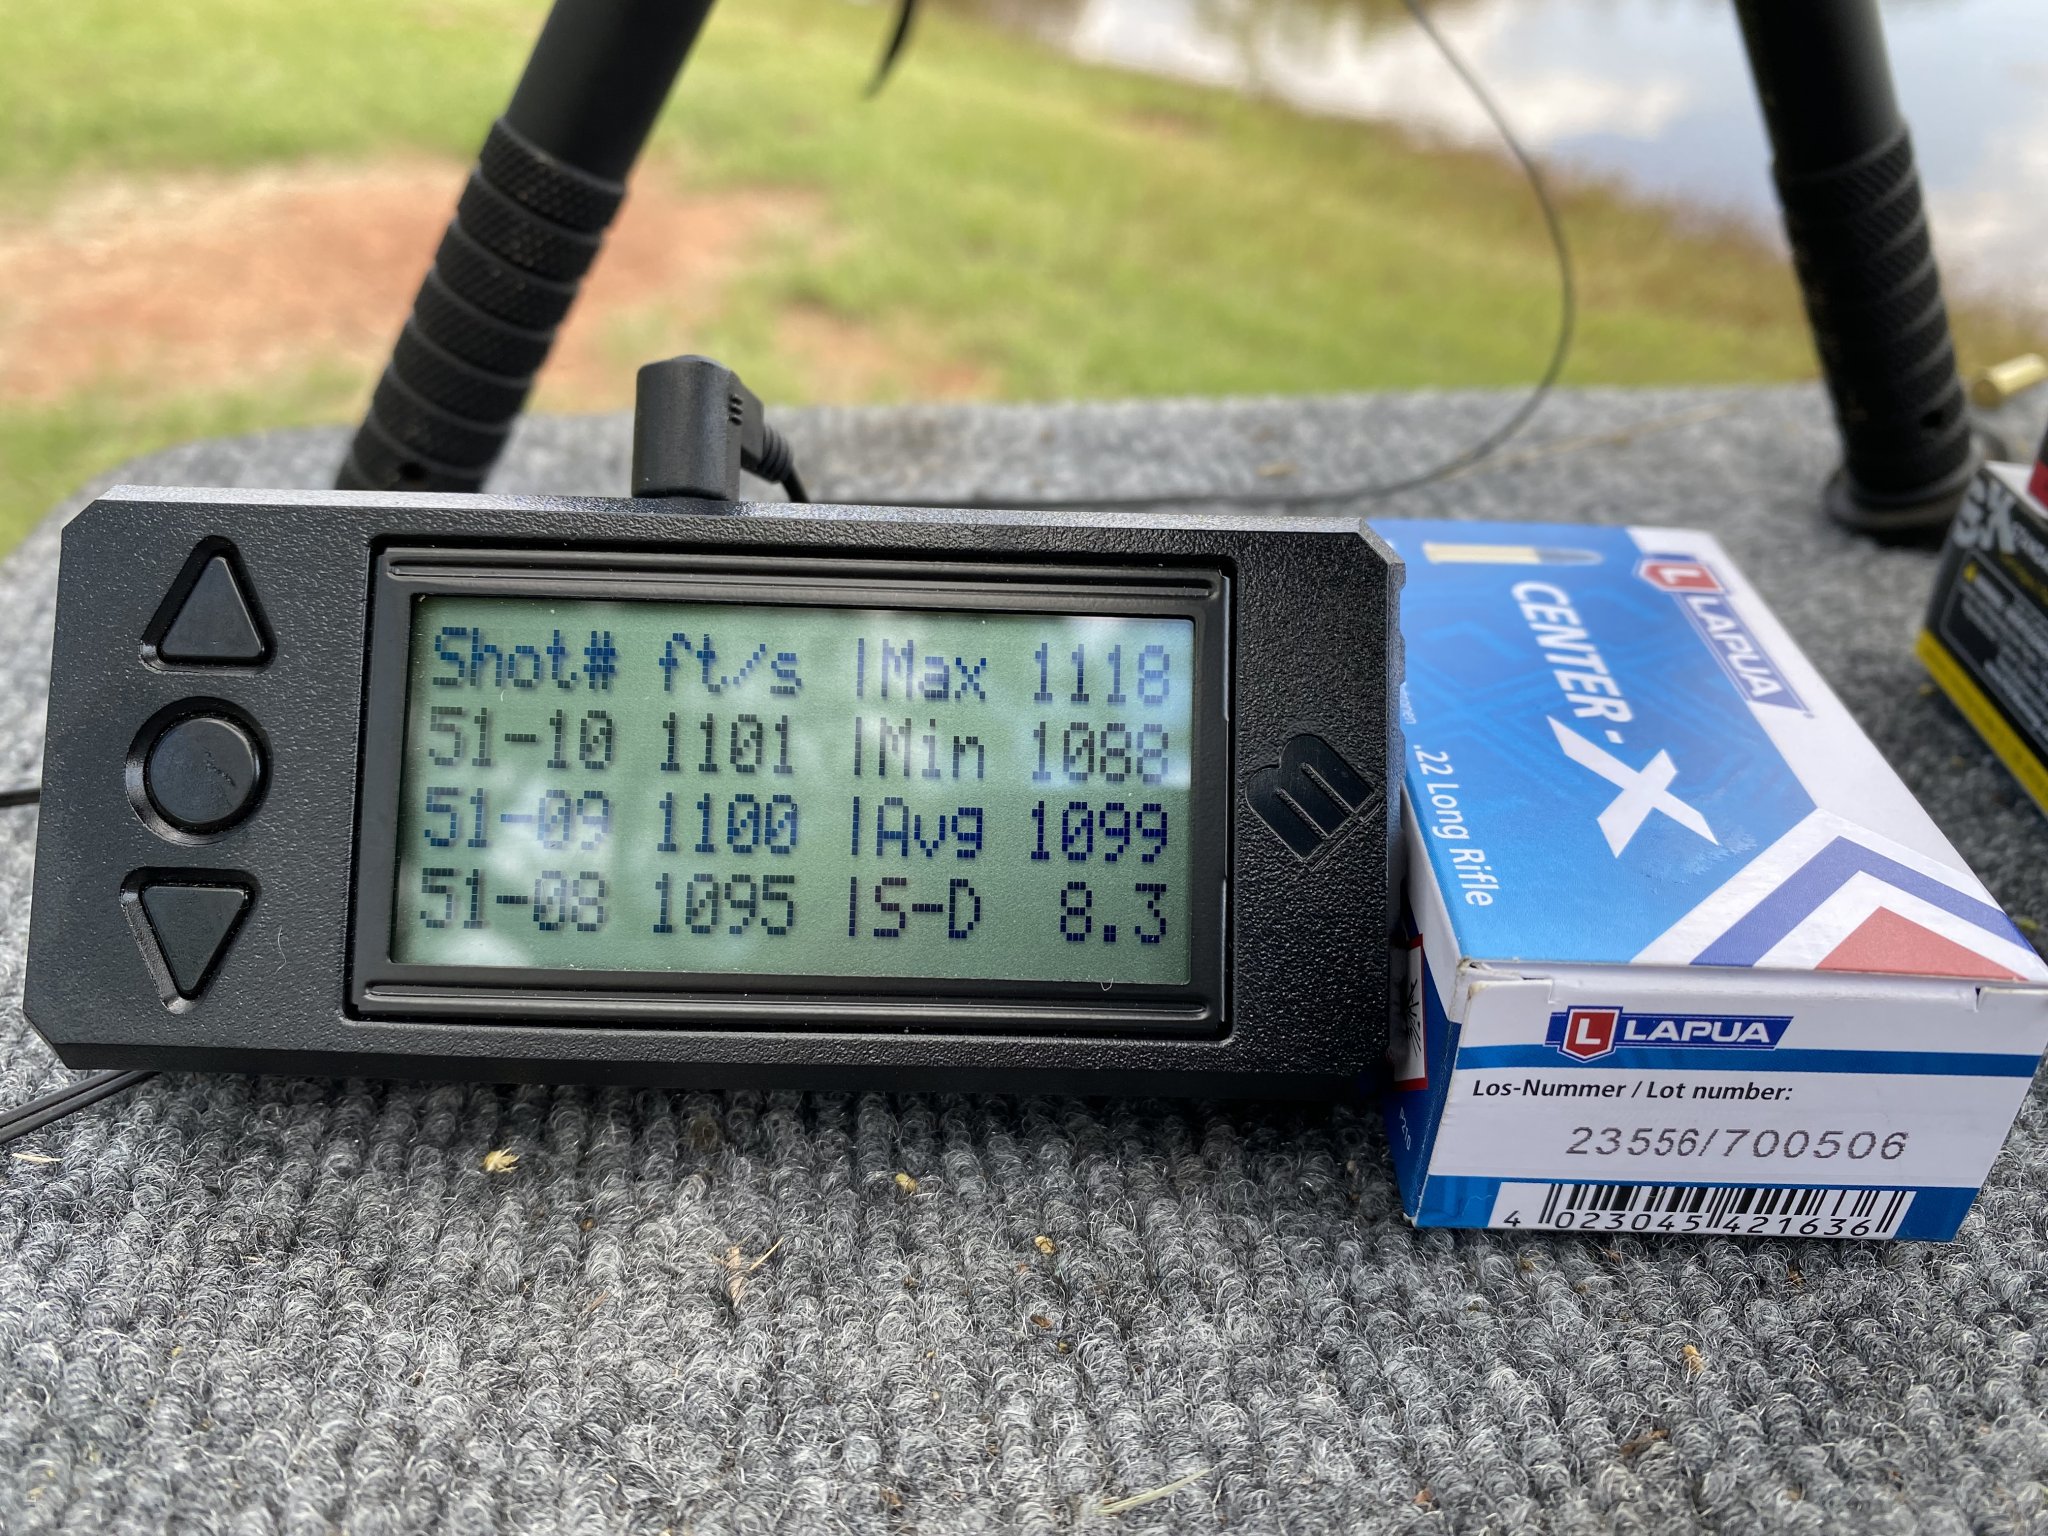 Shot# ft/s |Max 1118
51-10 1101 |Min 1088
51-09 1100 |Avg 1099
51-08 1095 |S-D 8.3
LAPUA
CENTER-X
.22 Long Rifle
L LAPUA
Los-Nummer / Lot number:
23556/700506
4 023045 421636